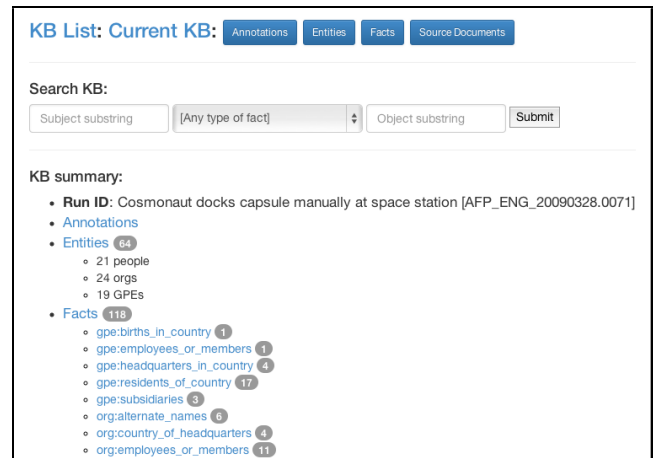 KB List: Current KB: Annotations Entities Facts Source Documents
Search KB:
Subject substring [Any type of fact] Object substring Submit
KB summary:
Run ID: Cosmonaut docks capsule manually at space station [AFP_ENG_20090328.0071]
Annotations
Entities 64
21 people
24 orgs
19 GPEs
Facts 118
gpe:births_in_country 1
gpe:employees_or_members 1
gpe:headquarters_in_country 4
gpe:residents_of_country 17
gpe:subsidiaries 3
org:alternate_names 6
org:country_of_headquarters 4
org:employees_or_members 11